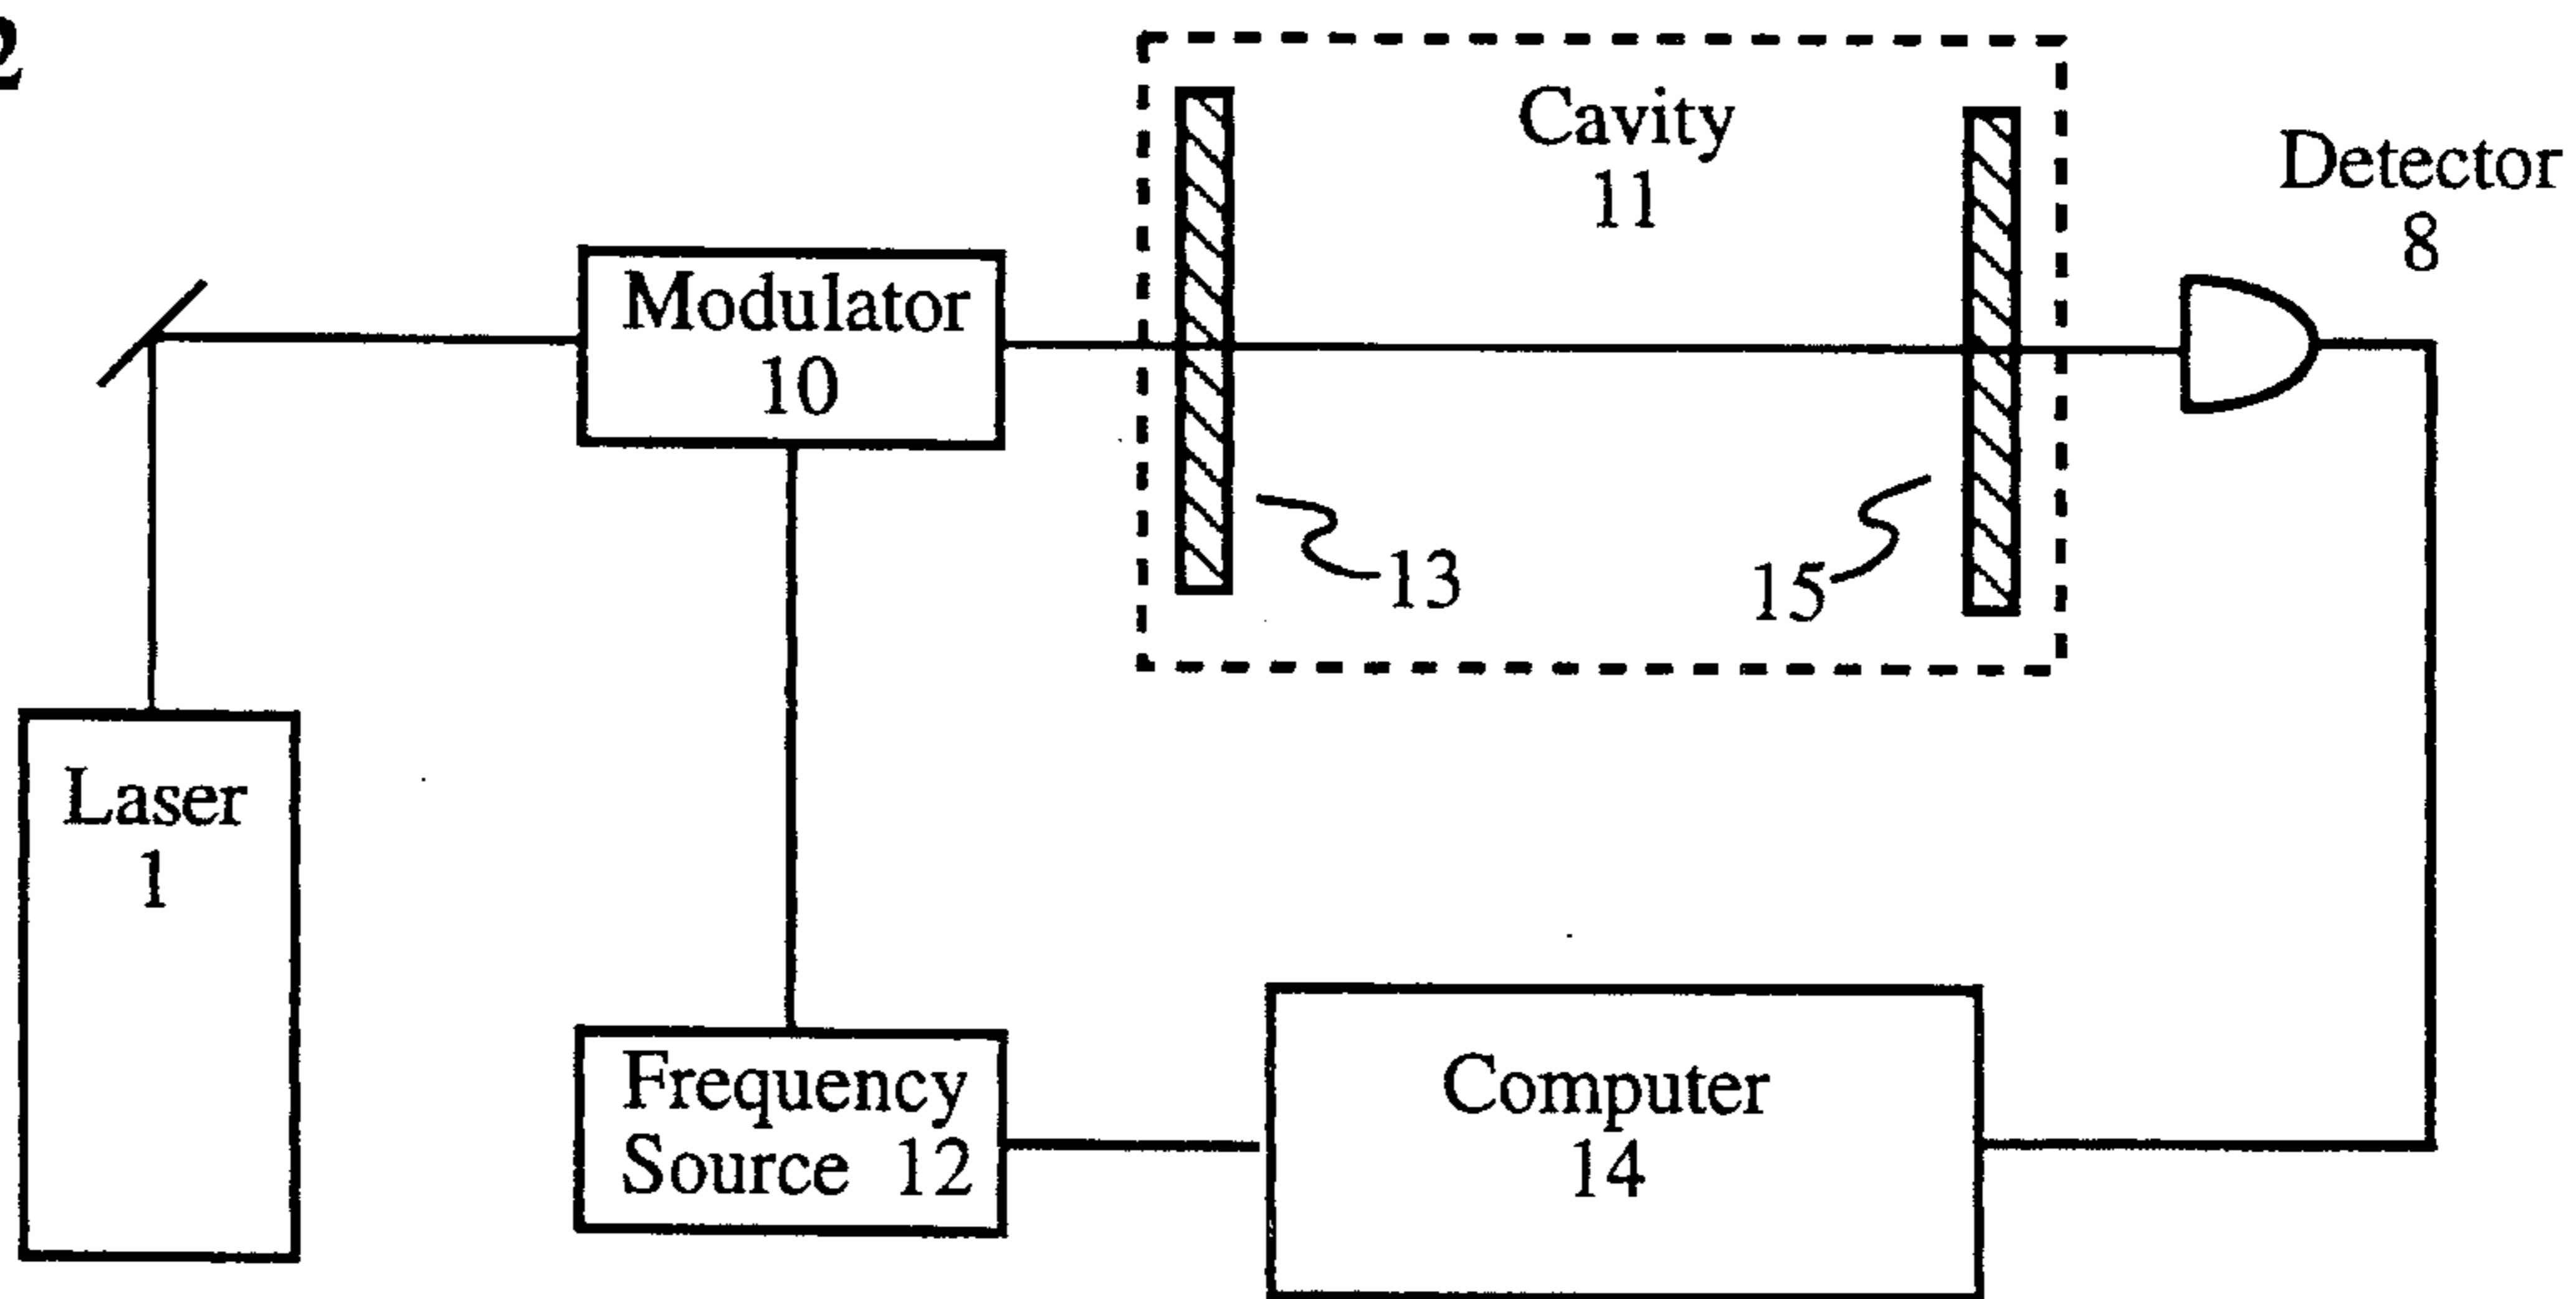 2
Cavity
11
Detector
8
Modulator
10
13
15
Laser
1
Frequency
Source 12
Computer
14